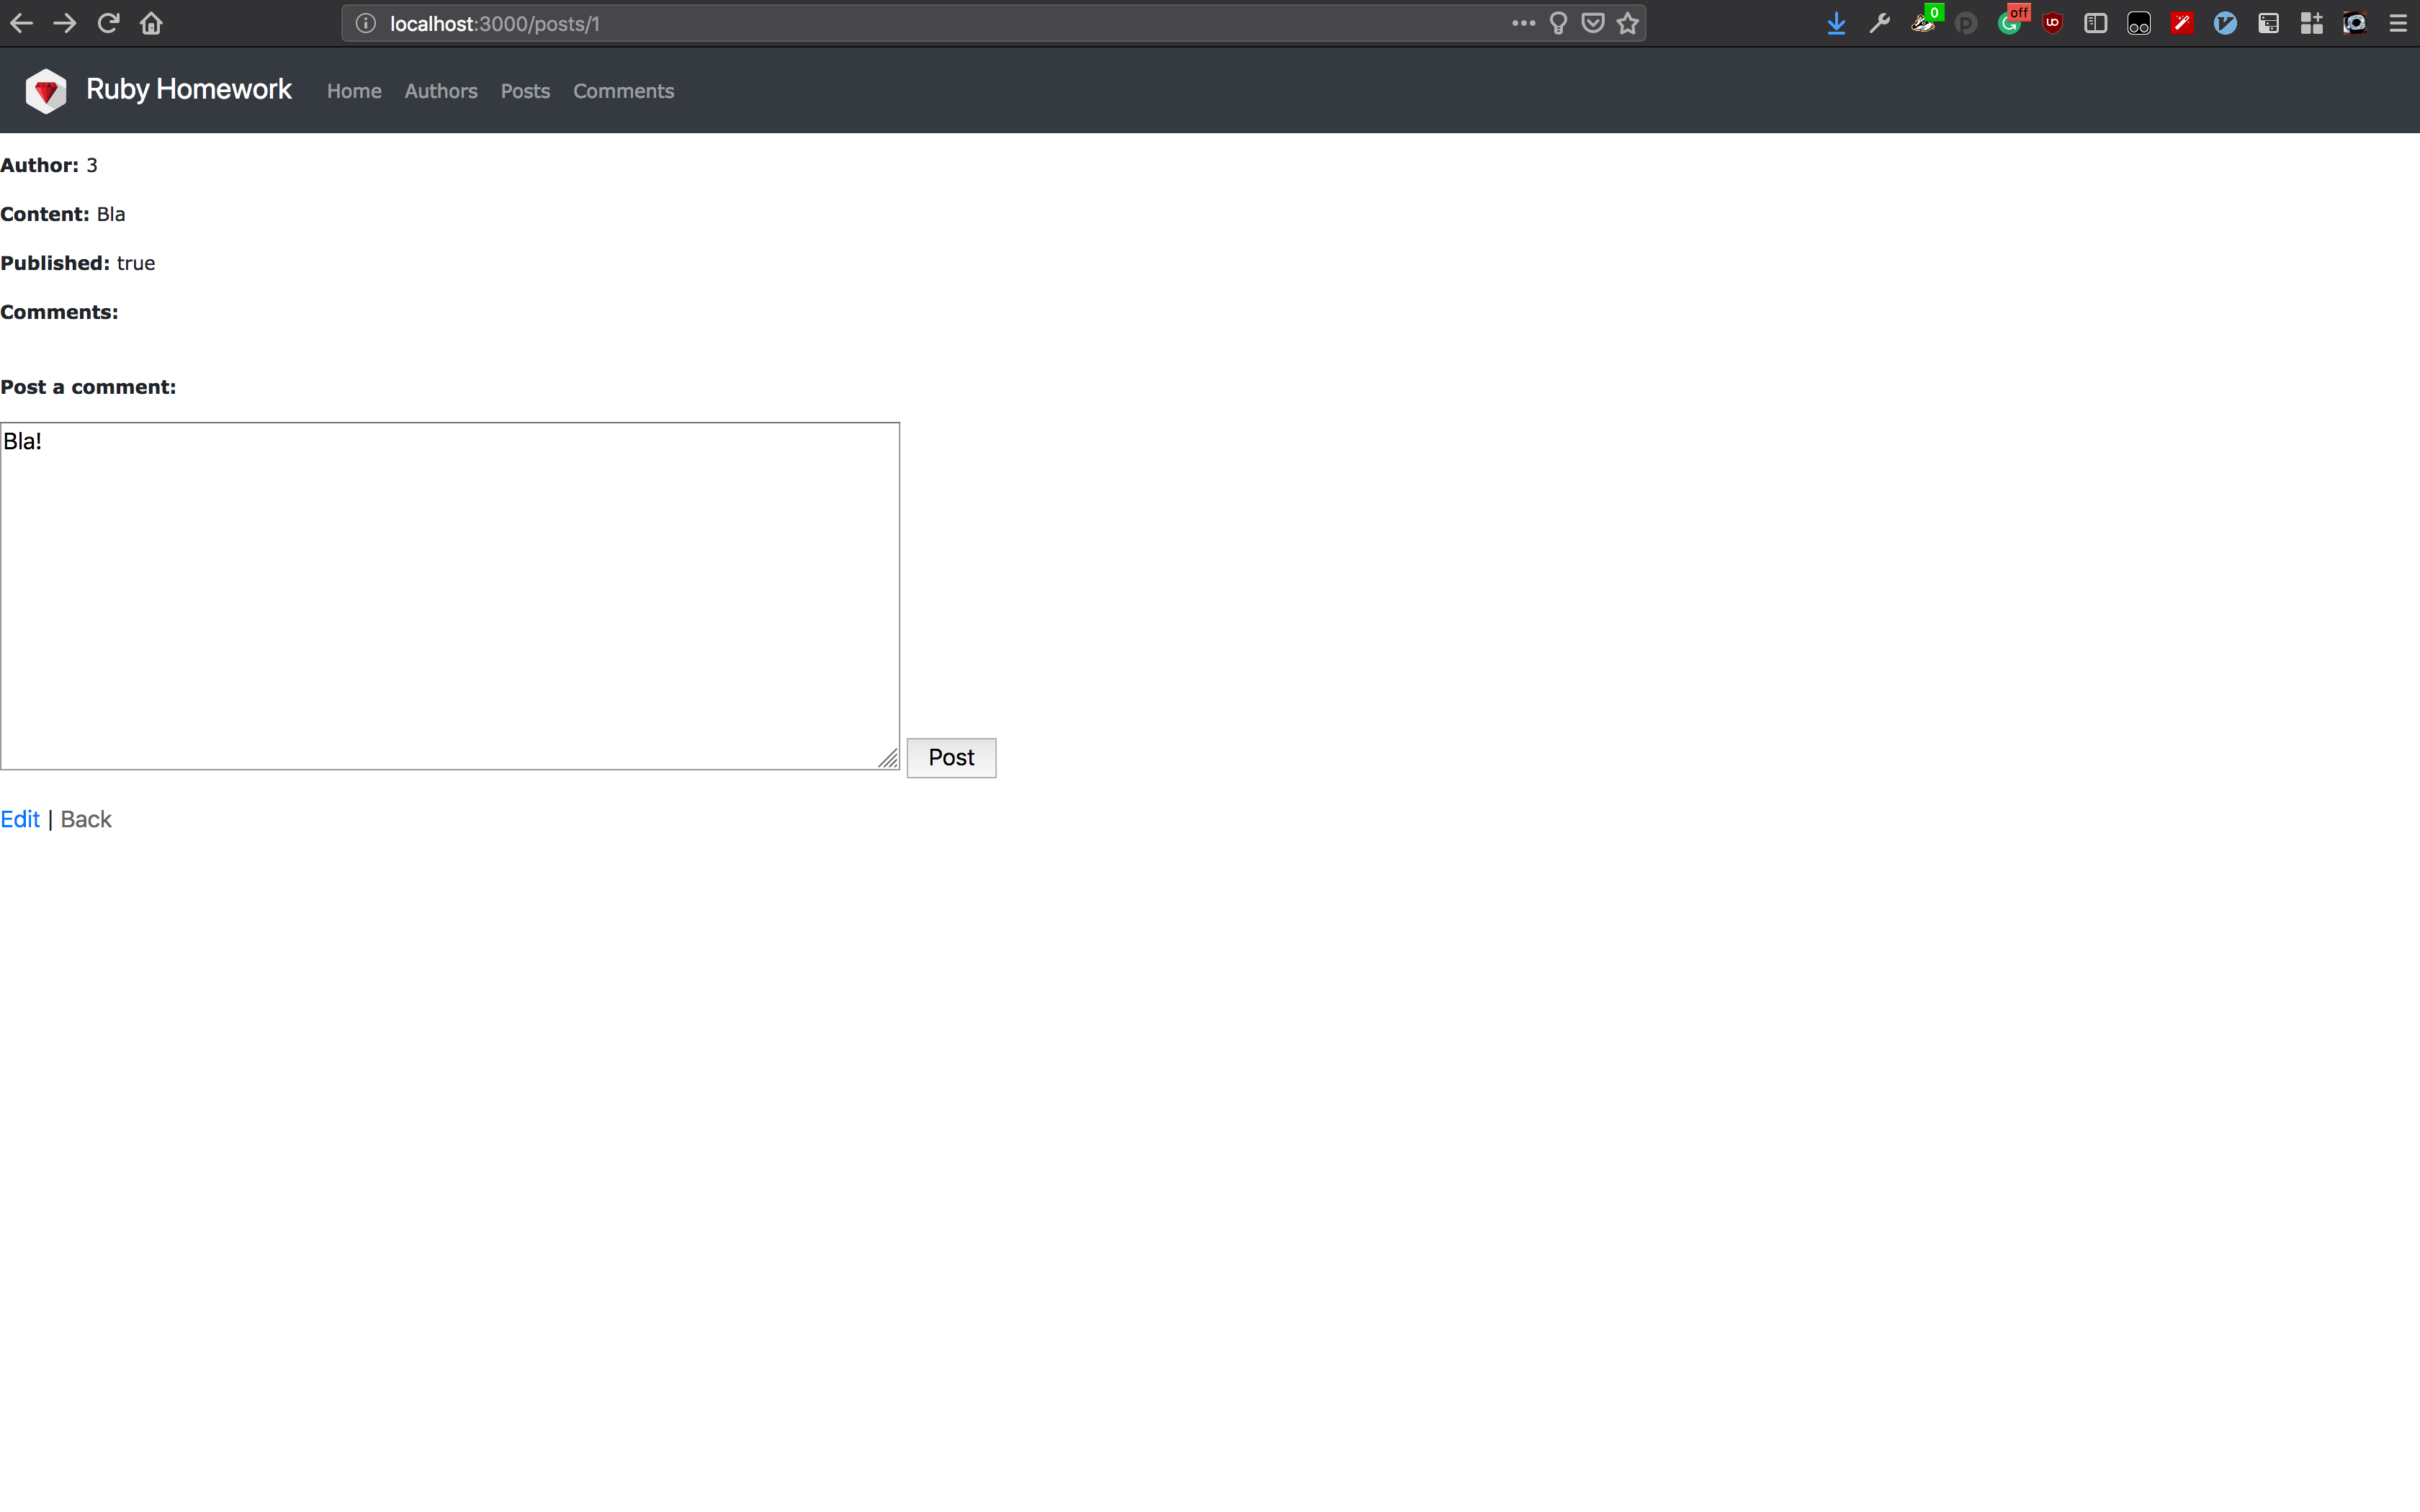 localhost:3000/posts/1
0
off
Ruby Homework
Home Authors Posts Comments
Author: 3
Content: Bla
Published: true
Comments:
Post a comment:
Bla!
Post
Edit | Back